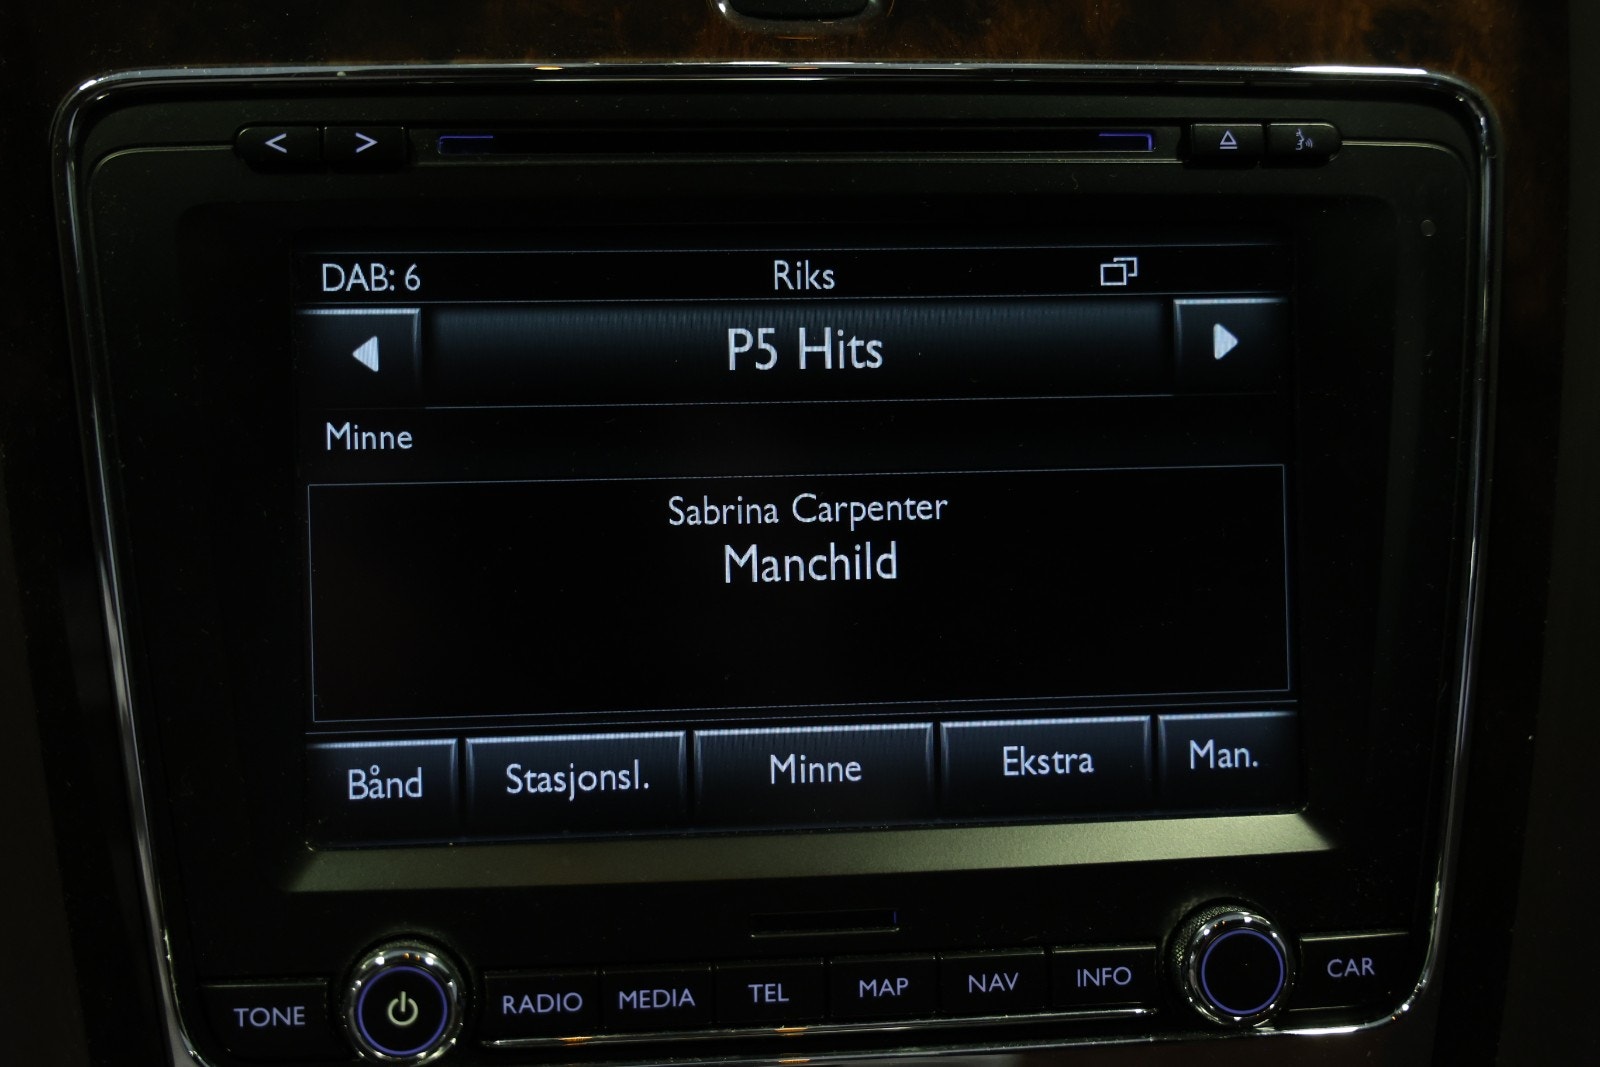 < >
DAB: 6 Riks
P5 Hits
Minne
Sabrina Carpenter
Manchild
Bånd Stasjonsl. Minne Ekstra Man.
TONE RADIO MEDIA TEL MAP NAV INFO CAR